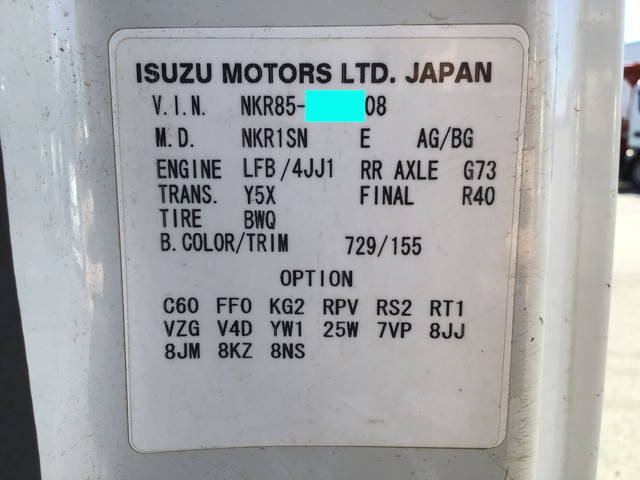 ISUZU MOTORS LTD. JAPAN
V.I.N. NKR85- 08
M.D. NKR1SN E AG/BG
ENGINE LFB/4JJ1 RR AXLE G73
TRANS. Y5X FINAL R40
TIRE BWQ
B.COLOR/TRIM 729/155
OPTION
C60 FF0 KG2 RPV RS2 RT1
VZG V4D YW1 25W 7VP 8JJ
8JM 8KZ 8NS